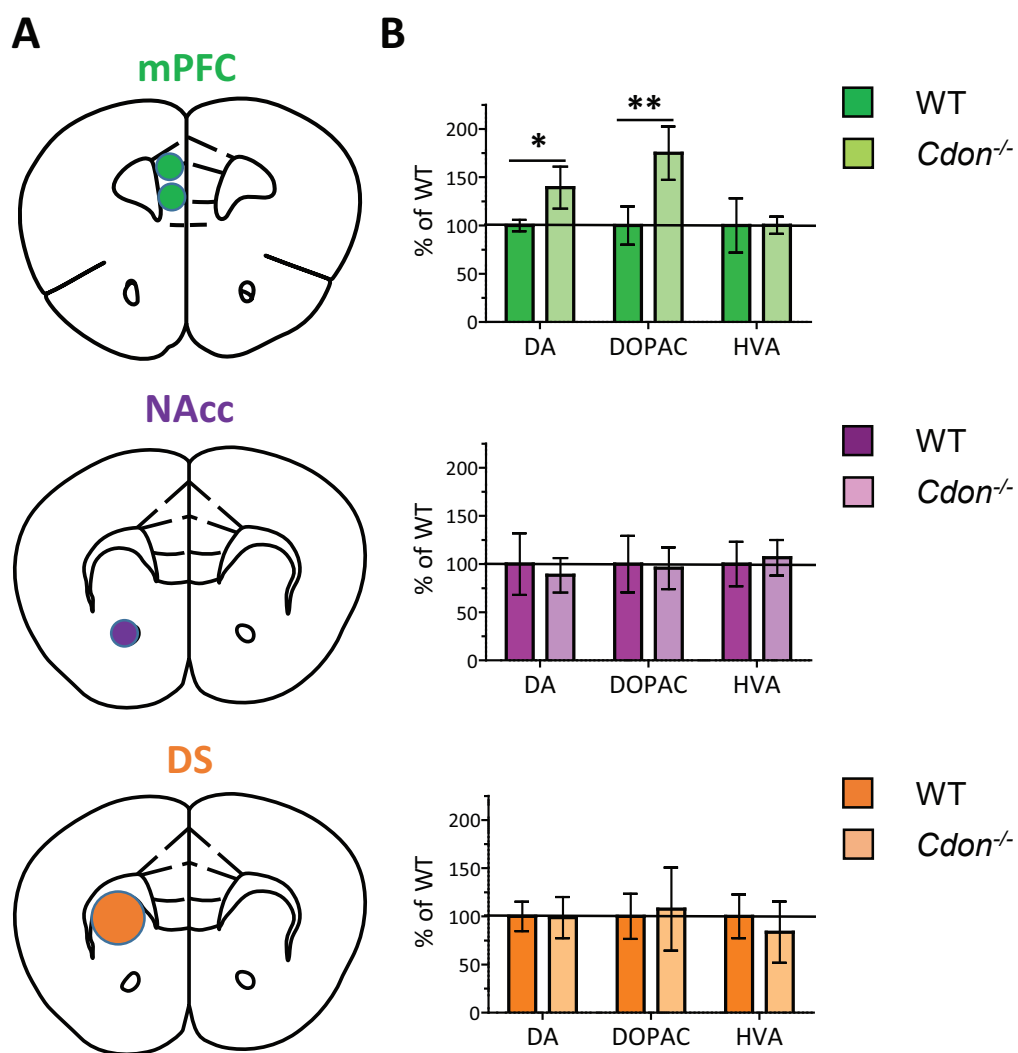 A
B
mPFC
% of WT
200
150
100
50
0
*
**
DA DOPAC HVA
WT
Cdon-/-
NAcc
% of WT
200
150
100
50
0
DA DOPAC HVA
WT
Cdon-/-
DS
% of WT
200
150
100
50
0
DA DOPAC HVA
WT
Cdon-/-